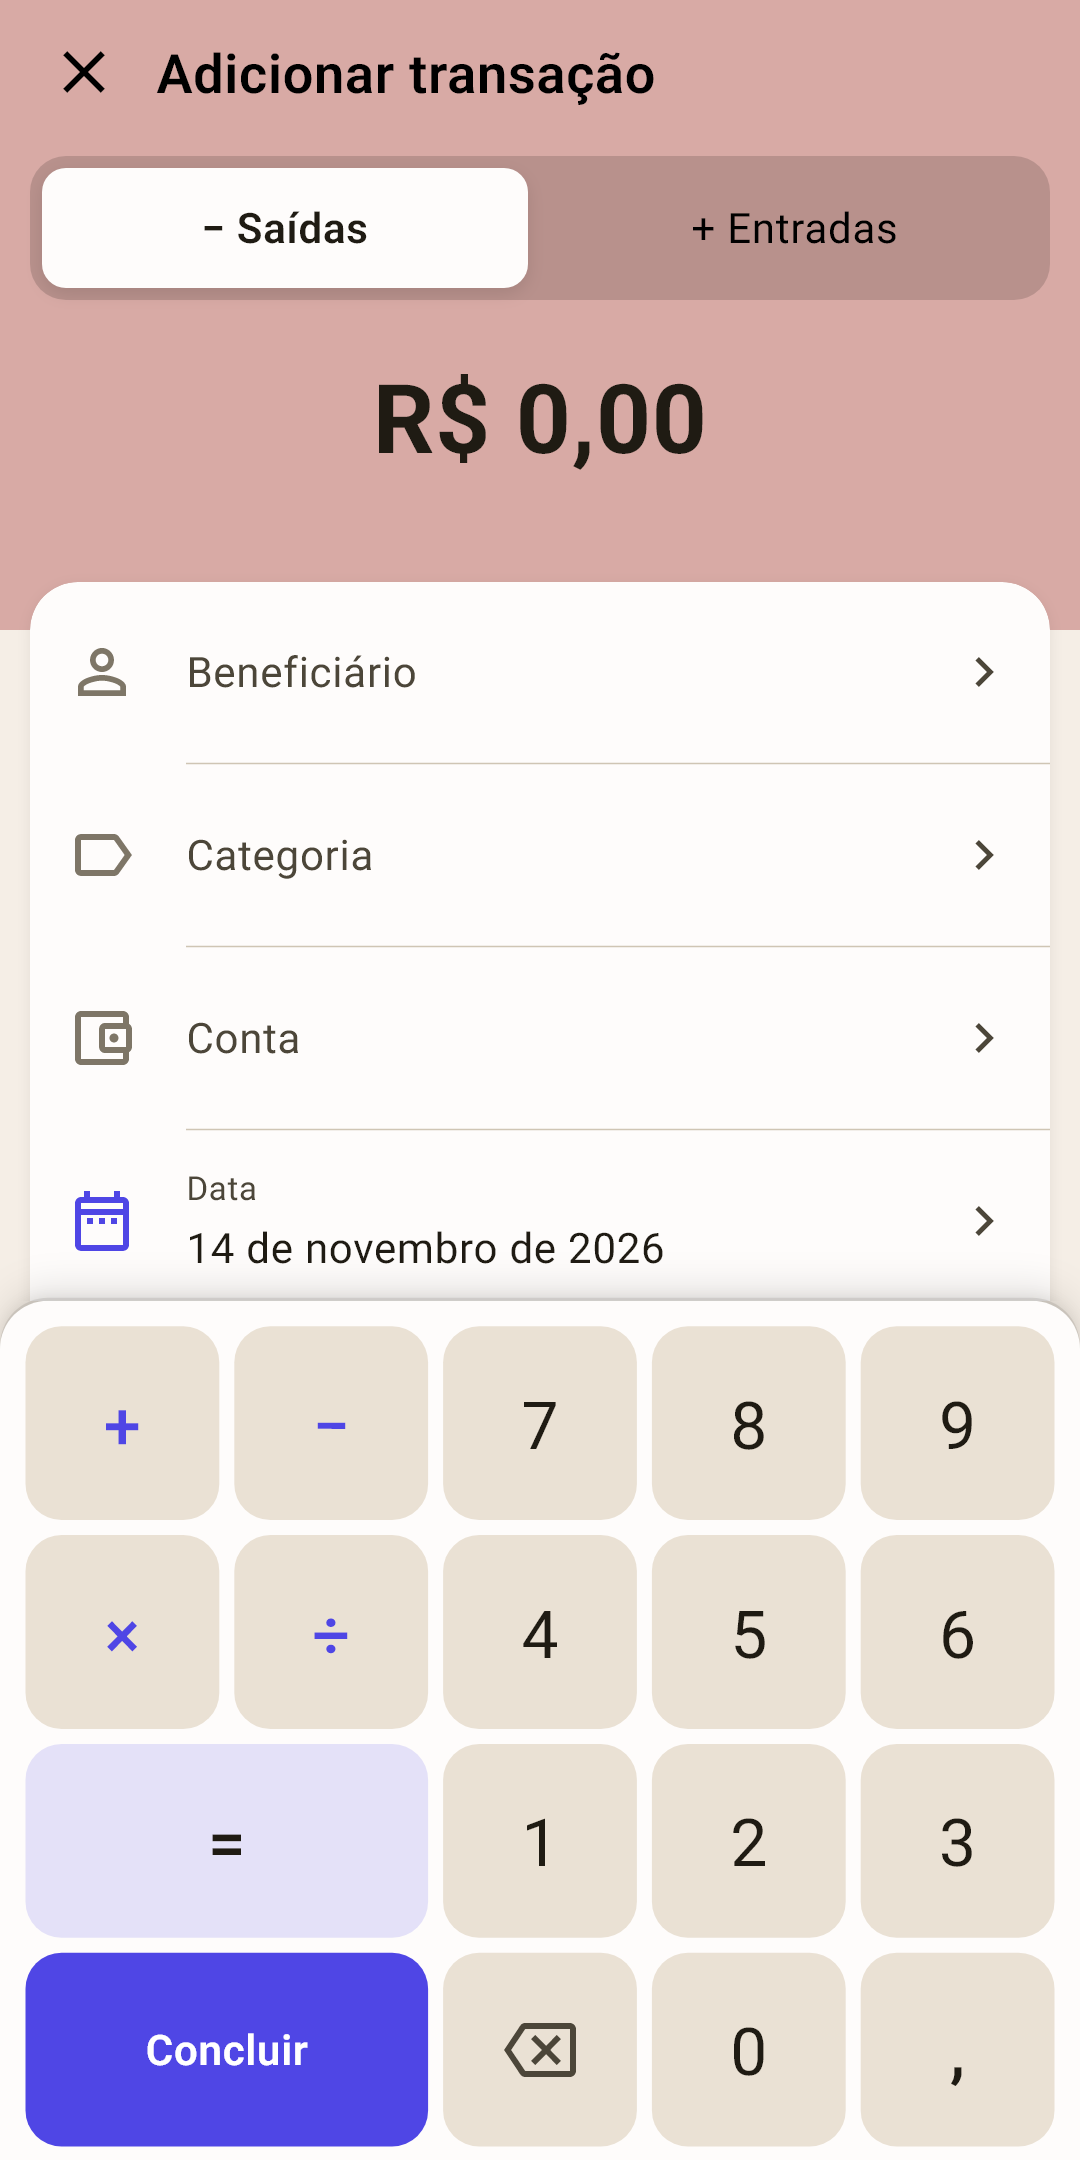 Adicionar transação
− Saídas
+ Entradas
R$ 0,00
Beneficiário
Categoria
Conta
Data
14 de novembro de 2026
+ − 7 8 9
× ÷ 4 5 6
= 1 2 3
Concluir 0 ,